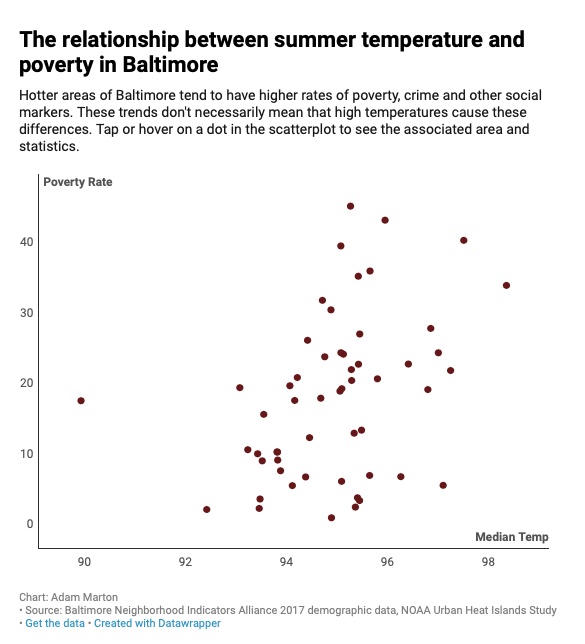 The relationship between summer temperature and
poverty in Baltimore
Hotter areas of Baltimore tend to have higher rates of poverty, crime and other social
markers. These trends don't necessarily mean that high temperatures cause these
differences. Tap or hover on a dot in the scatterplot to see the associated area and
statistics.
Poverty Rate
40
30
20
10
0
Median Temp
90 92 94 96 98
Chart: Adam Marton
• Source: Baltimore Neighborhood Indicators Alliance 2017 demographic data, NOAA Urban Heat Islands Study
• Get the data • Created with Datawrapper